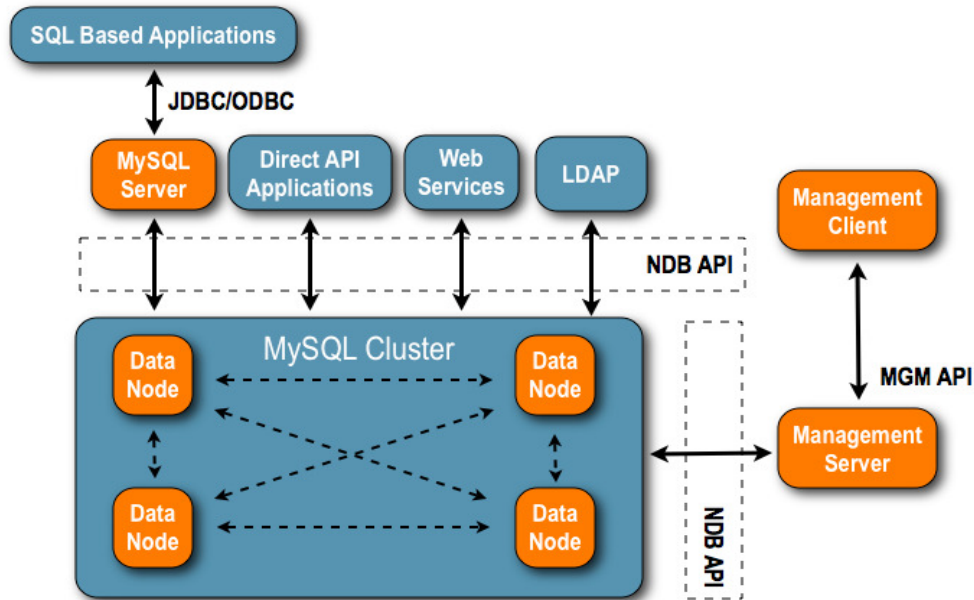 SQL Based Applications
JDBC/ODBC
MySQL
Server
Direct API
Applications
Web
Services
LDAP
Management
Client
NDB API
MySQL Cluster
Data
Node
Data
Node
MGM API
Management
Server
Data
Node
Data
Node
NDB API